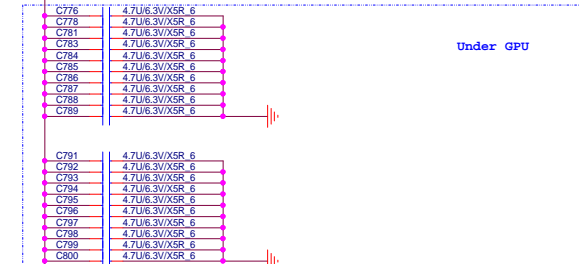 C776 4.7U/6.3V/X5R_6
C778 4.7U/6.3V/X5R_6
C781 4.7U/6.3V/X5R_6
C783 4.7U/6.3V/X5R_6
Under GPU
C784 4.7U/6.3V/X5R_6
C785 4.7U/6.3V/X5R_6
C786 4.7U/6.3V/X5R_6
C787 4.7U/6.3V/X5R_6
C788 4.7U/6.3V/X5R_6
C789 4.7U/6.3V/X5R_6
C791 4.7U/6.3V/X5R_6
C792 4.7U/6.3V/X5R_6
C793 4.7U/6.3V/X5R_6
C794 4.7U/6.3V/X5R_6
C795 4.7U/6.3V/X5R_6
C796 4.7U/6.3V/X5R_6
C797 4.7U/6.3V/X5R_6
C798 4.7U/6.3V/X5R_6
C799 4.7U/6.3V/X5R_6
C800 4.7U/6.3V/X5R_6